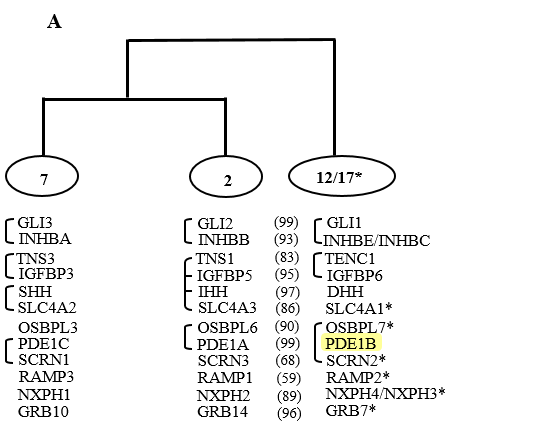 A
7 2 12/17*
GLI3 GLI2 (99) GLI1
INHBA INHBB (93) INHBE/INHBC
TNS3 TNS1 (83) TENC1
IGFBP3 IGFBP5 (95) IGFBP6
SHH IHH (97) DHH
SLC4A2 SLC4A3 (86) SLC4A1*
OSBPL3 OSBPL6 (90) OSBPL7*
PDE1C PDE1A (99) PDE1B
SCRN1 SCRN3 (68) SCRN2*
RAMP3 RAMP1 (59) RAMP2*
NXPH1 NXPH2 (89) NXPH4/NXPH3*
GRB10 GRB14 (96) GRB7*